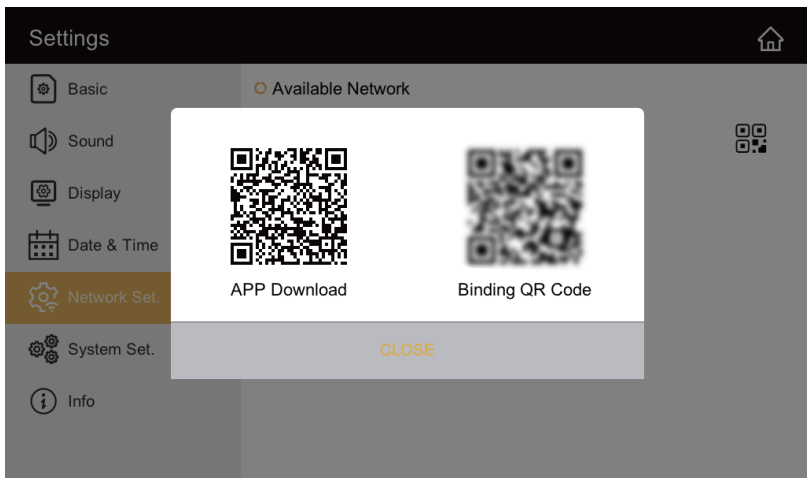 Settings
Basic
Available Network
Sound
Display
Date & Time
Network Set.
System Set.
Info
APP Download
Binding QR Code
CLOSE